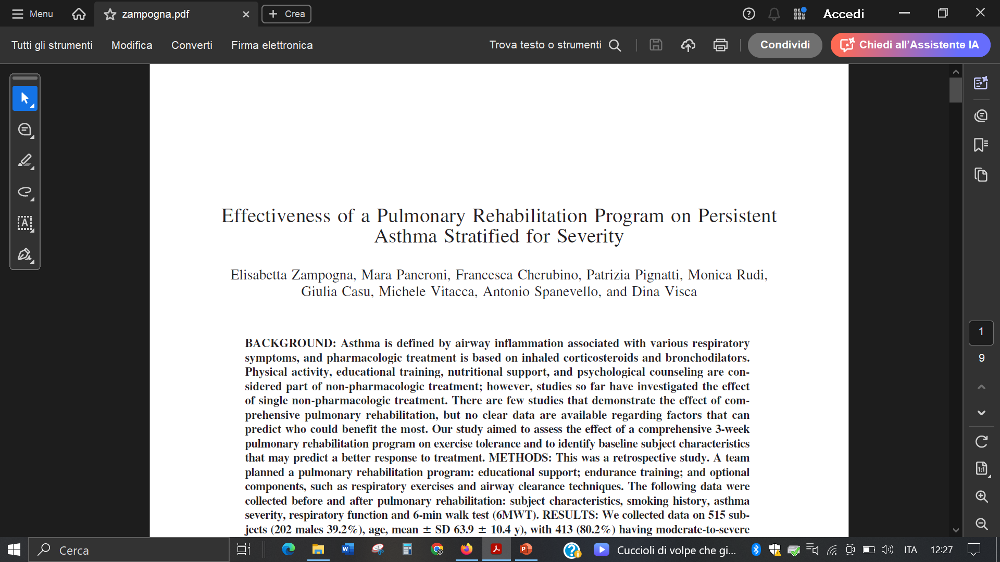 Menu
zampogna.pdf
Crea
Accedi
Tutti gli strumenti
Modifica
Converti
Firma elettronica
Trova testo o strumenti
Condividi
Chiedi all'Assistente IA
Effectiveness of a Pulmonary Rehabilitation Program on Persistent
Asthma Stratified for Severity
Elisabetta Zampogna, Mara Paneroni, Francesca Cherubino, Patrizia Pignatti, Monica Rudi,
Giulia Casu, Michele Vitacca, Antonio Spanevello, and Dina Visca
BACKGROUND: Asthma is defined by airway inflammation associated with various respiratory
symptoms, and pharmacologic treatment is based on inhaled corticosteroids and bronchodilators.
Physical activity, educational training, nutritional support, and psychological counseling are con-
sidered part of non-pharmacologic treatment; however, studies so far have investigated the effect
of single non-pharmacologic treatment. There are few studies that demonstrate the effect of com-
prehensive pulmonary rehabilitation, but no clear data are available regarding factors that can
predict who could benefit the most. Our study aimed to assess the effect of a comprehensive 3-week
pulmonary rehabilitation program on exercise tolerance and to identify baseline subject characteristics
that may predict a better response to treatment. METHODS: This was a retrospective study. A team
planned a pulmonary rehabilitation program: educational support; endurance training; and optional
components, such as respiratory exercises and airway clearance techniques. The following data were
collected before and after pulmonary rehabilitation: subject characteristics, smoking history, asthma
severity, respiratory function and 6-min walk test (6MWT). RESULTS: We collected data on 515 sub-
jects (202 males 39.2%), age, mean ± SD 63.9 ± 10.4 y), with 413 (80.2%) having moderate-to-severe
1
9
1:1
Cerca
Cuccioli di volpe che gi...
ITA
12:27